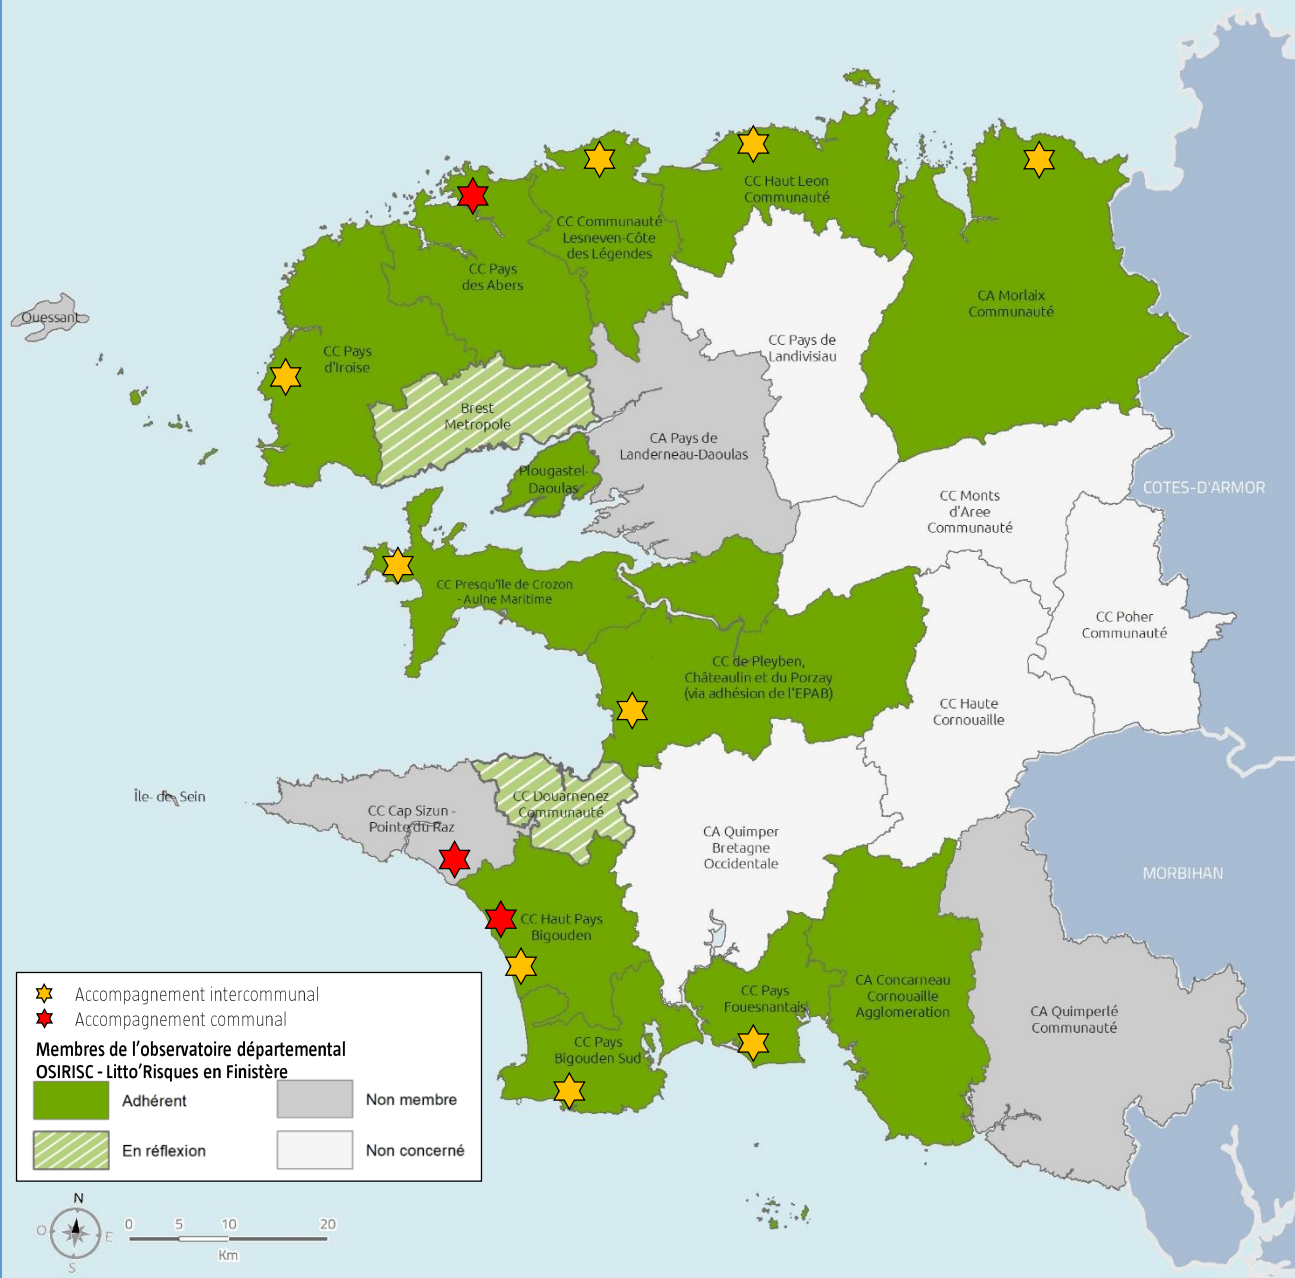 CC Haut Leon
Communauté
CC Communauté
Lesneven-Côte
des Légendes
CC Pays
des Abers
CA Morlaix
Communauté
Ouessant
CC Pays
d'Iroise
CC Pays de
Landivisiau
Brest
Metropole
CA Pays de
Landerneau-Daoulas
Plougastel-
Daoulas
COTES-D'ARMOR
CC Monts
d'Aree
Communauté
CC Presqu'île de Crozon
- Aulne Maritime
CC Poher
Communauté
CC de Pleyben,
Châteaulin et du Porzay
(via adhésion de l'EPAB)
CC Haute
Cornouaille
Île-de-Sein
CC Cap Sizun -
Pointe du Raz
CC Douarnenez
Communauté
CA Quimper
Bretagne
Occidentale
MORBIHAN
CC Haut Pays
Bigouden
CC Pays
Fouesnantais
CA Concarneau
Cornouaille
Agglomeration
CA Quimperlé
Communauté
CC Pays
Bigouden Sud
Accompagnement intercommunal
Accompagnement communal
Membres de l'observatoire départemental
OSIRISC - Litto'Risques en Finistère
Adhérent
Non membre
En réflexion
Non concerné
N
O
E
S
0 5 10 20
Km